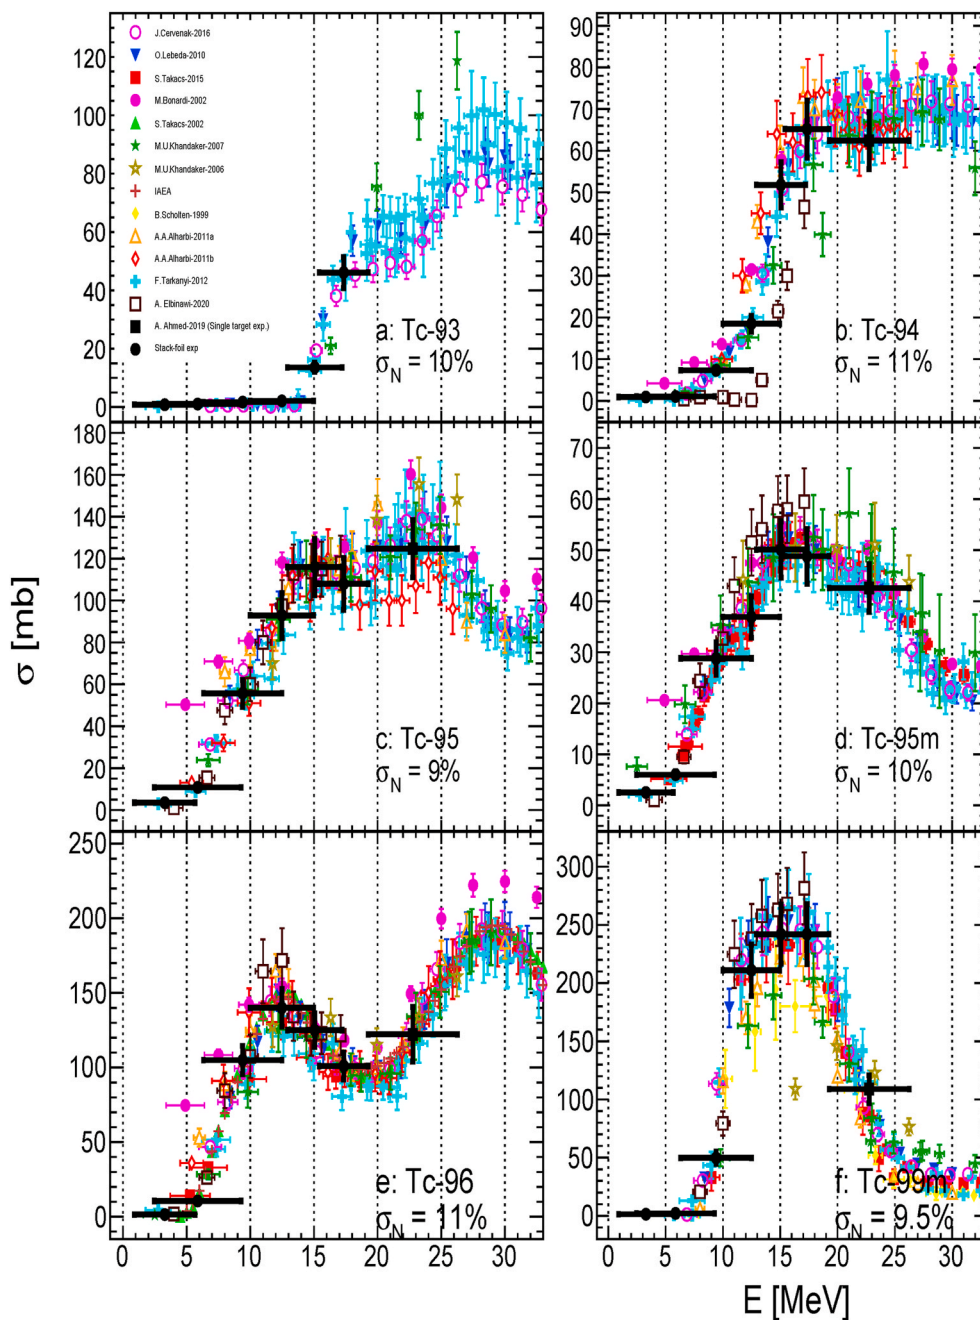 J.Cervenak-2016
O.Lebeda-2010
S.Takacs-2015
M.Bonardi-2002
S.Takacs-2002
M.U.Khandaker-2007
M.U.Khandaker-2006
IAEA
B.Scholten-1999
A.A.Alharbi-2011a
A.A.Alharbi-2011b
F.Tarkanyi-2012
A. Elbinawi-2020
A. Ahmed-2019 (Single target exp.)
Stack-foil exp
120
100
80
60
40
20
0
a: Tc-93
σN = 10%
90
80
70
60
50
40
30
20
10
0
b: Tc-94
σN = 11%
σ [mb]
180
160
140
120
100
80
60
40
20
0
c: Tc-95
σN = 9%
70
60
50
40
30
20
10
0
d: Tc-95m
σN = 10%
250
200
150
100
50
0
e: Tc-96
σN = 11%
0 5 10 15 20 25 30
300
250
200
150
100
50
0
f: Tc-99m
σN = 9.5%
0 5 10 15 20 25 30
E [MeV]